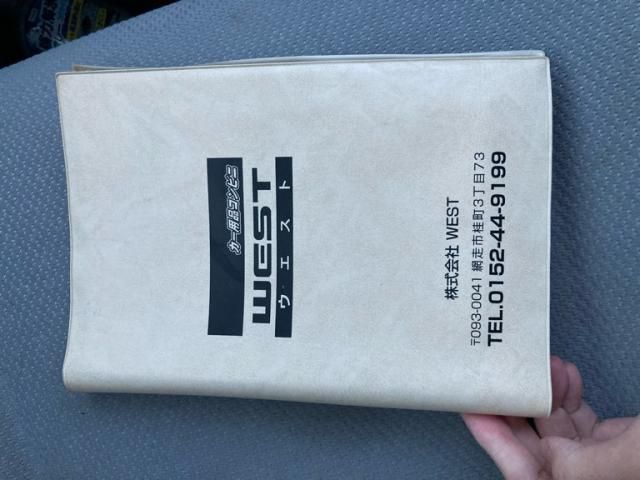 カー用品コンビニ
WEST
ウエスト
株式会社 WEST
〒093-0041 網走市桂町3丁目73
TEL.0152-44-9199